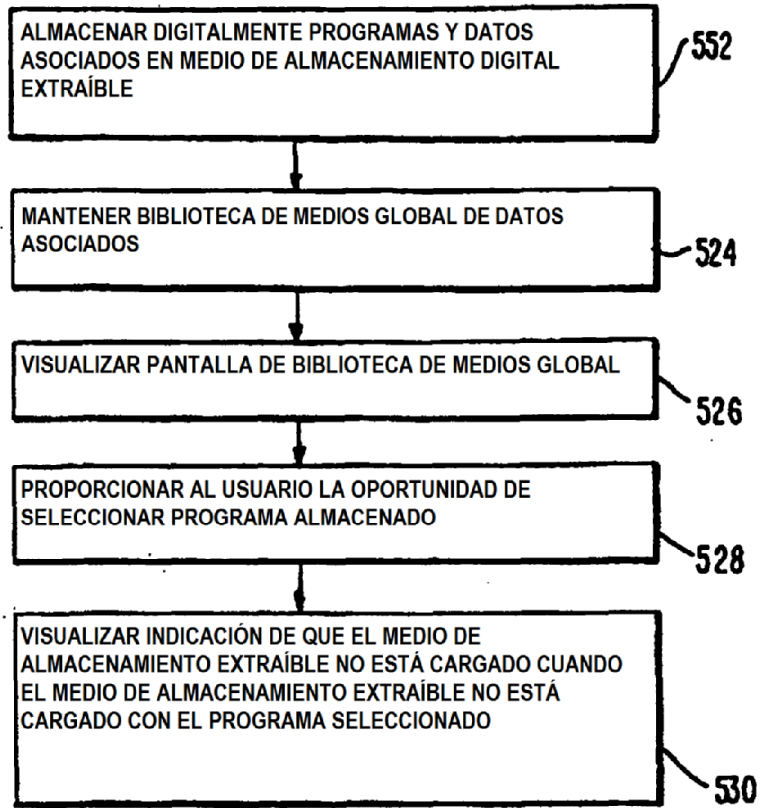 ALMACENAR DIGITALMENTE PROGRAMAS Y DATOS
ASOCIADOS EN MEDIO DE ALMACENAMIENTO DIGITAL
EXTRAÍBLE
552
MANTENER BIBLIOTECA DE MEDIOS GLOBAL DE DATOS
ASOCIADOS
524
VISUALIZAR PANTALLA DE BIBLIOTECA DE MEDIOS GLOBAL
526
PROPORCIONAR AL USUARIO LA OPORTUNIDAD DE
SELECCIONAR PROGRAMA ALMACENADO
528
VISUALIZAR INDICACIÓN DE QUE EL MEDIO DE
ALMACENAMIENTO EXTRAÍBLE NO ESTÁ CARGADO CUANDO
EL MEDIO DE ALMACENAMIENTO EXTRAÍBLE NO ESTÁ
CARGADO CON EL PROGRAMA SELECCIONADO
530